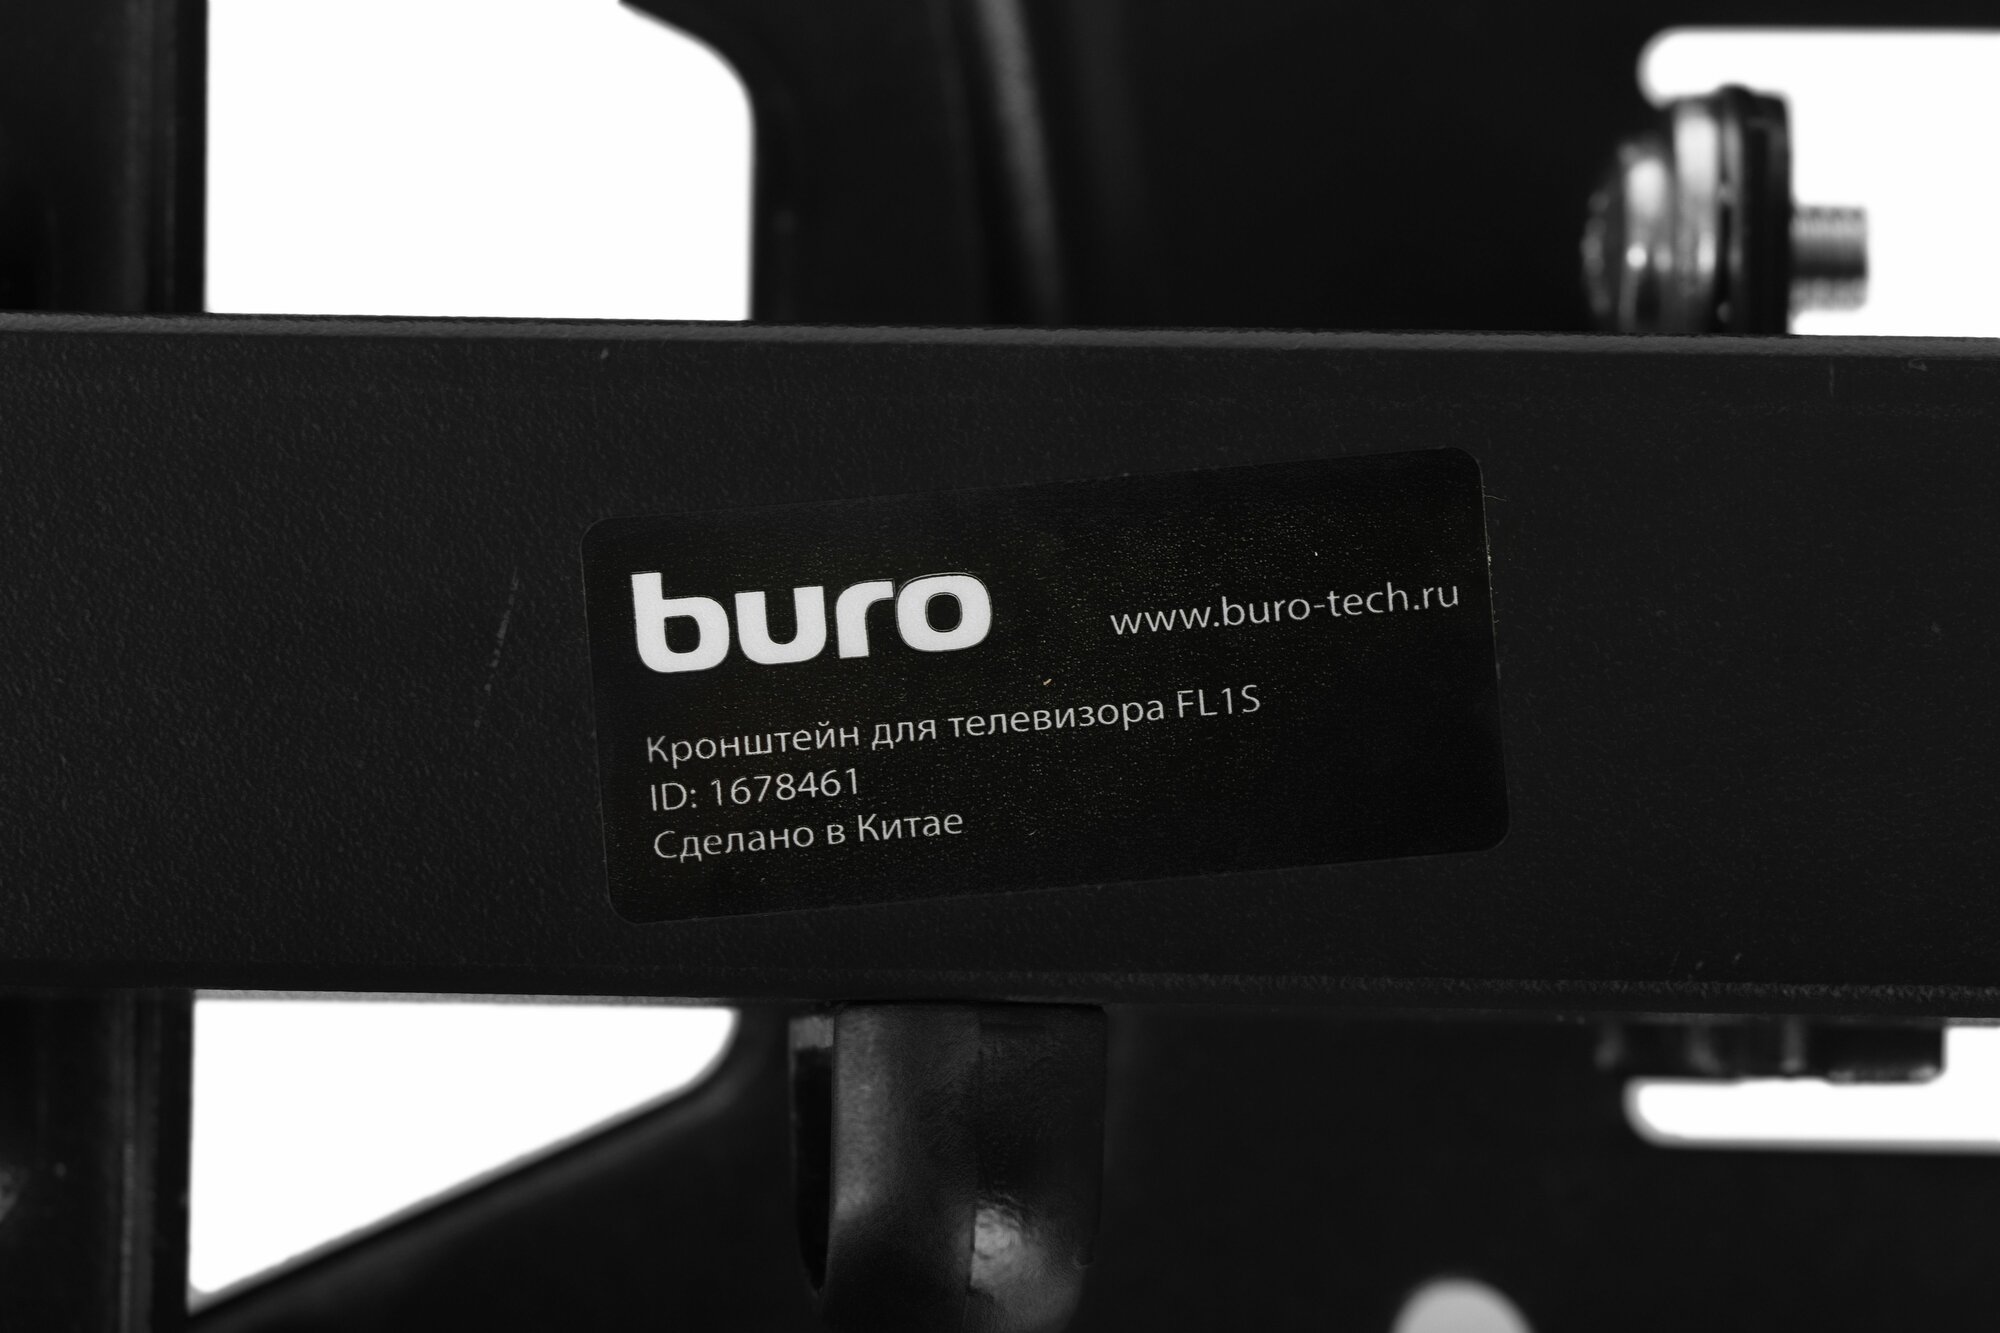 buro www.buro-tech.ru
Кронштейн для телевизора FL1S
ID: 1678461
Сделано в Китае